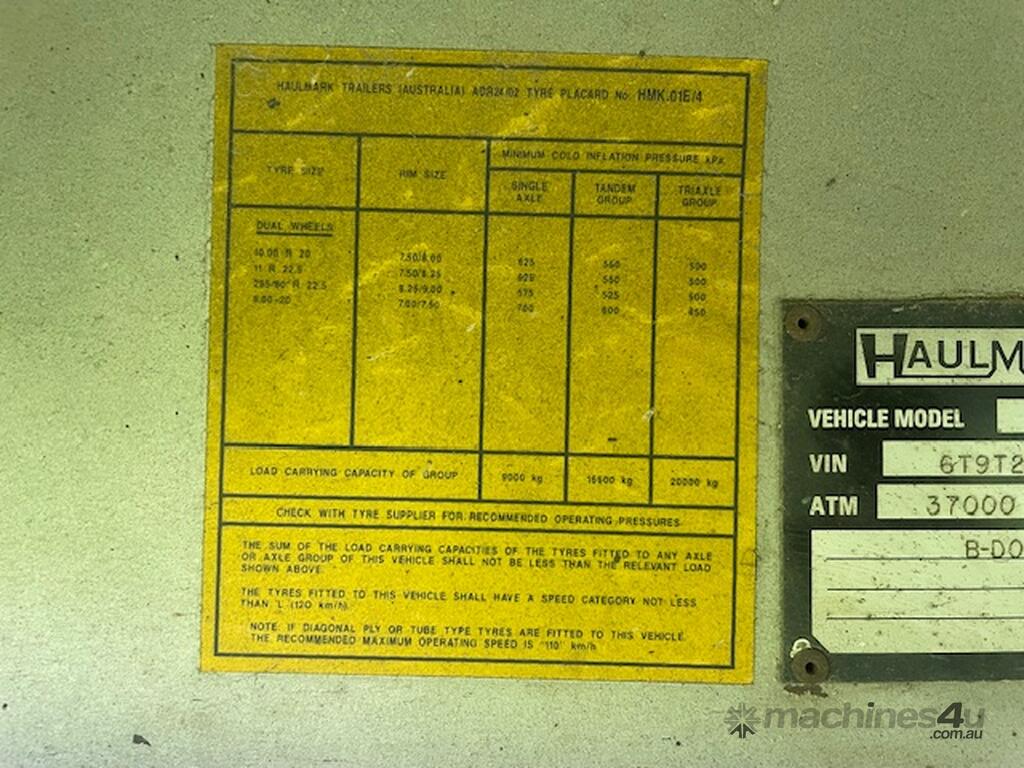 HAULMARK TRAILERS (AUSTRALIA) ADR24/02 TYRE PLACARD No. HMK.01E/4
TYRE SIZE
RIM SIZE
MINIMUM COLD INFLATION PRESSURE kPa
SINGLE AXLE
TANDEM GROUP
TRIAXLE GROUP
DUAL WHEELS
10.00 R 20 7.50/8.00 825 550 500
11 R 22.5 7.50/8.25 550 500
295/80 R 22.5 8.25/9.00 575 525 500
9.00-20 7.00/7.50 700 600 450
LOAD CARRYING CAPACITY OF GROUP 9000 kg 16500 kg 20000 kg
CHECK WITH TYRE SUPPLIER FOR RECOMMENDED OPERATING PRESSURES
THE SUM OF THE LOAD CARRYING CAPACITIES OF THE TYRES FITTED TO ANY AXLE
OR AXLE GROUP OF THIS VEHICLE SHALL NOT BE LESS THAN THE RELEVANT LOAD
SHOWN ABOVE.
THE TYRES FITTED TO THIS VEHICLE SHALL HAVE A SPEED CATEGORY NOT LESS
THAN 'L' (120 km/h).
NOTE: IF DIAGONAL PLY OR TUBE TYPE TYRES ARE FITTED TO THIS VEHICLE.
THE RECOMMENDED MAXIMUM OPERATING SPEED IS "110" km/h
HAULM
VEHICLE MODEL
VIN 6T9T2
ATM 37000
B-DO
machines4u
.com.au